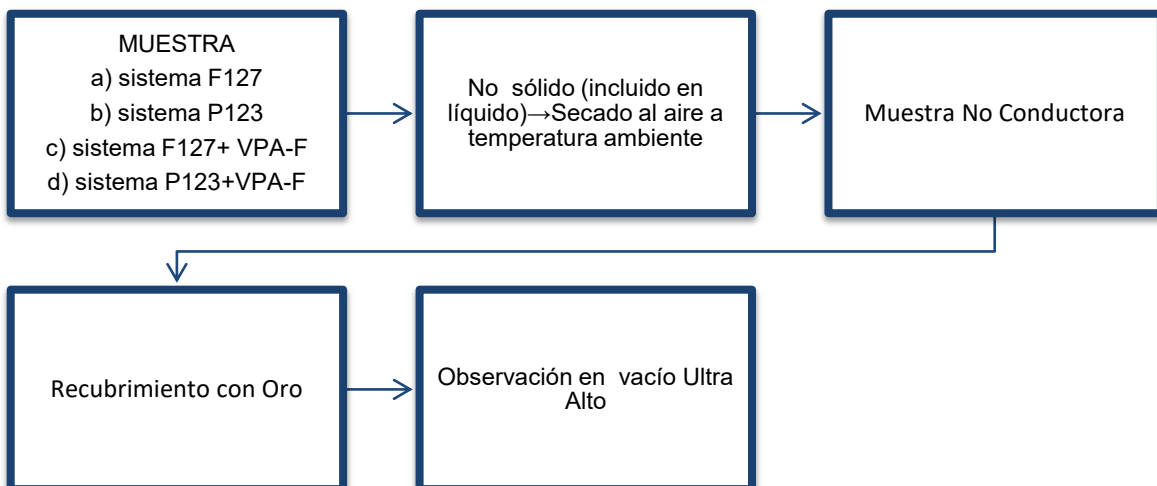 MUESTRA
a) sistema F127
b) sistema P123
c) sistema F127+ VPA-F
d) sistema P123+VPA-F
No sólido (incluido en
líquido)→Secado al aire a
temperatura ambiente
Muestra No Conductora
Recubrimiento con Oro
Observación en vacío Ultra
Alto